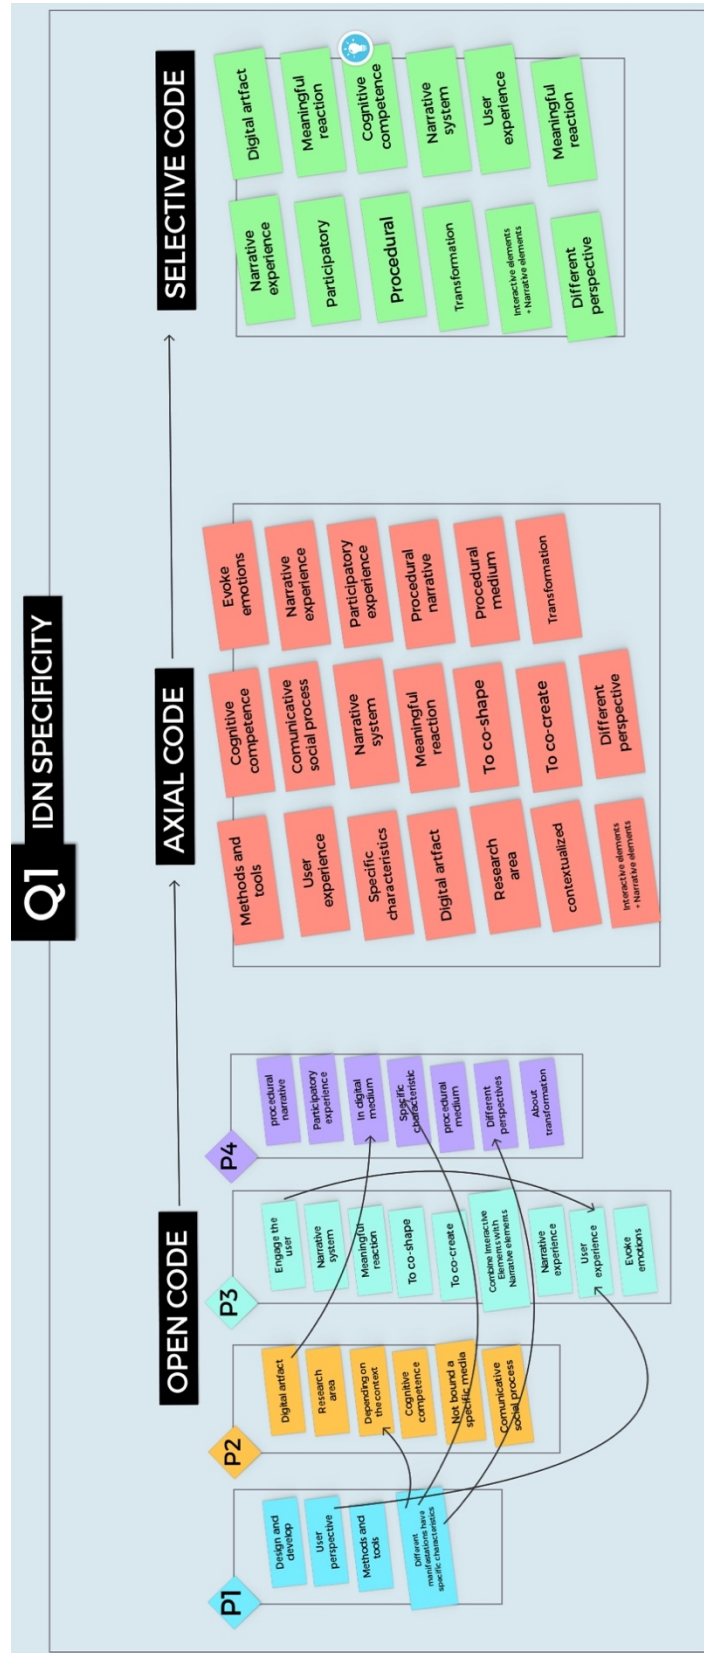 Q1
IDN SPECIFICITY
OPEN CODE
AXIAL CODE
SELECTIVE CODE
P1
Design and
develop
User
perspective
Methods and
tools
Different
manifestations have
specific characteristics
P2
Digital artfact
Research
area
Depending on
the context
Cognitive
competence
Not bound a
specific media
Comunicative
social process
P3
Engage the
user
Narrative
system
Meaningful
reaction
To co-shape
To co-create
Combine Interactive
Elements with
Narrative elements
Narrative
experience
User
experience
Evoke
emotions
P4
procedural
narrative
Participatory
experience
In digital
medium
Specific
characteristic
procedural
medium
Different
perspectives
About
transformation
Methods and
tools
User
experience
Specific
characteristics
Digital artfact
Research
area
contextualized
Interactive elements
+ Narrative elements
Cognitive
competence
Comunicative
social process
Narrative
system
Meaningful
reaction
To co-shape
To co-create
Different
perspective
Evoke
emotions
Narrative
experience
Participatory
experience
Procedural
narrative
Procedural
medium
Transformation
Narrative
experience
Participatory
Procedural
Transformation
Interactive elements
+ Narrative elements
Different
perspective
Digital artfact
Meaningful
reaction
Cognitive
competence
Narrative
system
User
experience
Meaningful
reaction